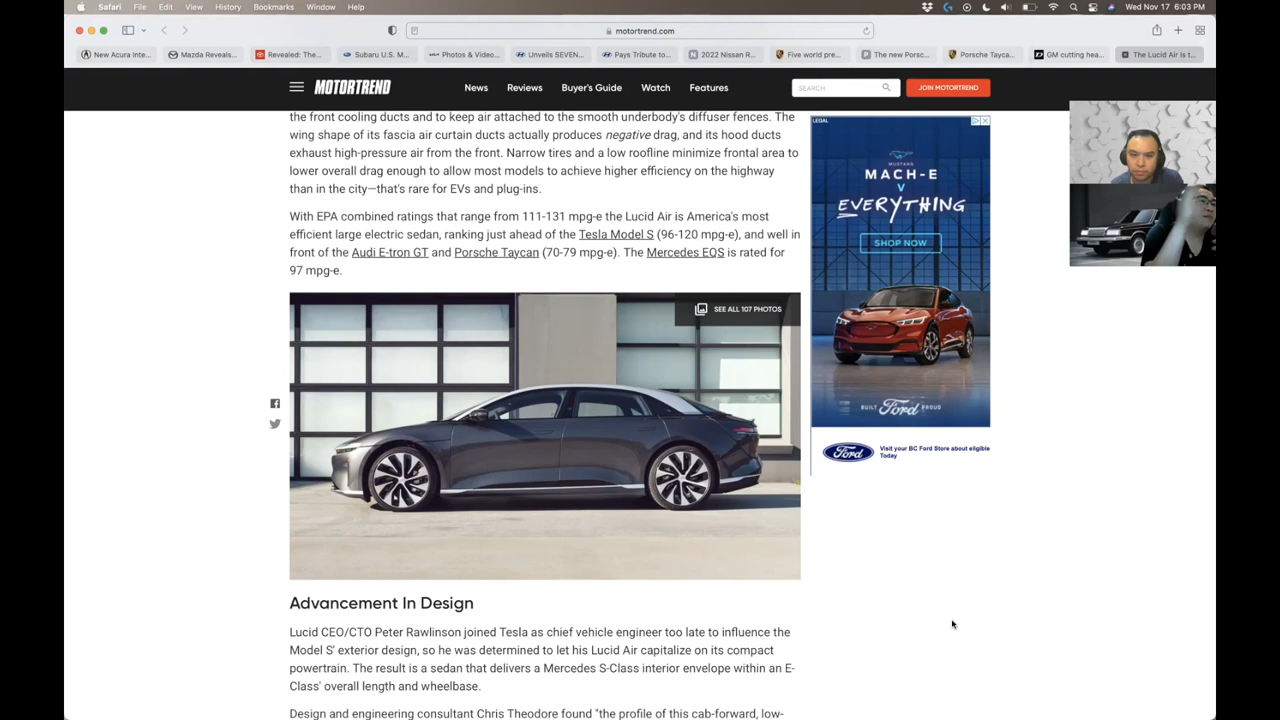 Safari File Edit View History Bookmarks Window Help
Wed Nov 17 6:03 PM
motortrend.com
New Acura Inte...
Mazda Reveals...
Revealed: The...
Subaru U.S. M...
Photos & Video...
Unveils SEVEN...
Pays Tribute to...
2022 Nissan R...
Five world pre...
The new Porsc...
Porsche Tayca...
GM cutting hea...
The Lucid Air Is t...
MOTORTREND
News
Reviews
Buyer's Guide
Watch
Features
SEARCH
JOIN MOTORTREND
the front cooling ducts and to keep air attached to the smooth underbody's diffuser fences. The
wing shape of its fascia air curtain ducts actually produces negative drag, and its hood ducts
exhaust high-pressure air from the front. Narrow tires and a low roofline minimize frontal area to
lower overall drag enough to allow most models to achieve higher efficiency on the highway
than in the city—that's rare for EVs and plug-ins.
With EPA combined ratings that range from 111-131 mpg-e the Lucid Air is America's most
efficient large electric sedan, ranking just ahead of the Tesla Model S (96-120 mpg-e), and well in
front of the Audi E-tron GT and Porsche Taycan (70-79 mpg-e). The Mercedes EQS is rated for
97 mpg-e.
SEE ALL 107 PHOTOS
Advancement In Design
Lucid CEO/CTO Peter Rawlinson joined Tesla as chief vehicle engineer too late to influence the
Model S' exterior design, so he was determined to let his Lucid Air capitalize on its compact
powertrain. The result is a sedan that delivers a Mercedes S-Class interior envelope within an E-
Class' overall length and wheelbase.
Design and engineering consultant Chris Theodore found "the profile of this cab-forward, low-
LEGAL
MUSTANG
MACH-E
V
EVERYTHING
SHOP NOW
BUILT Ford PROUD
Ford
Visit your BC Ford Store about eligible
Today